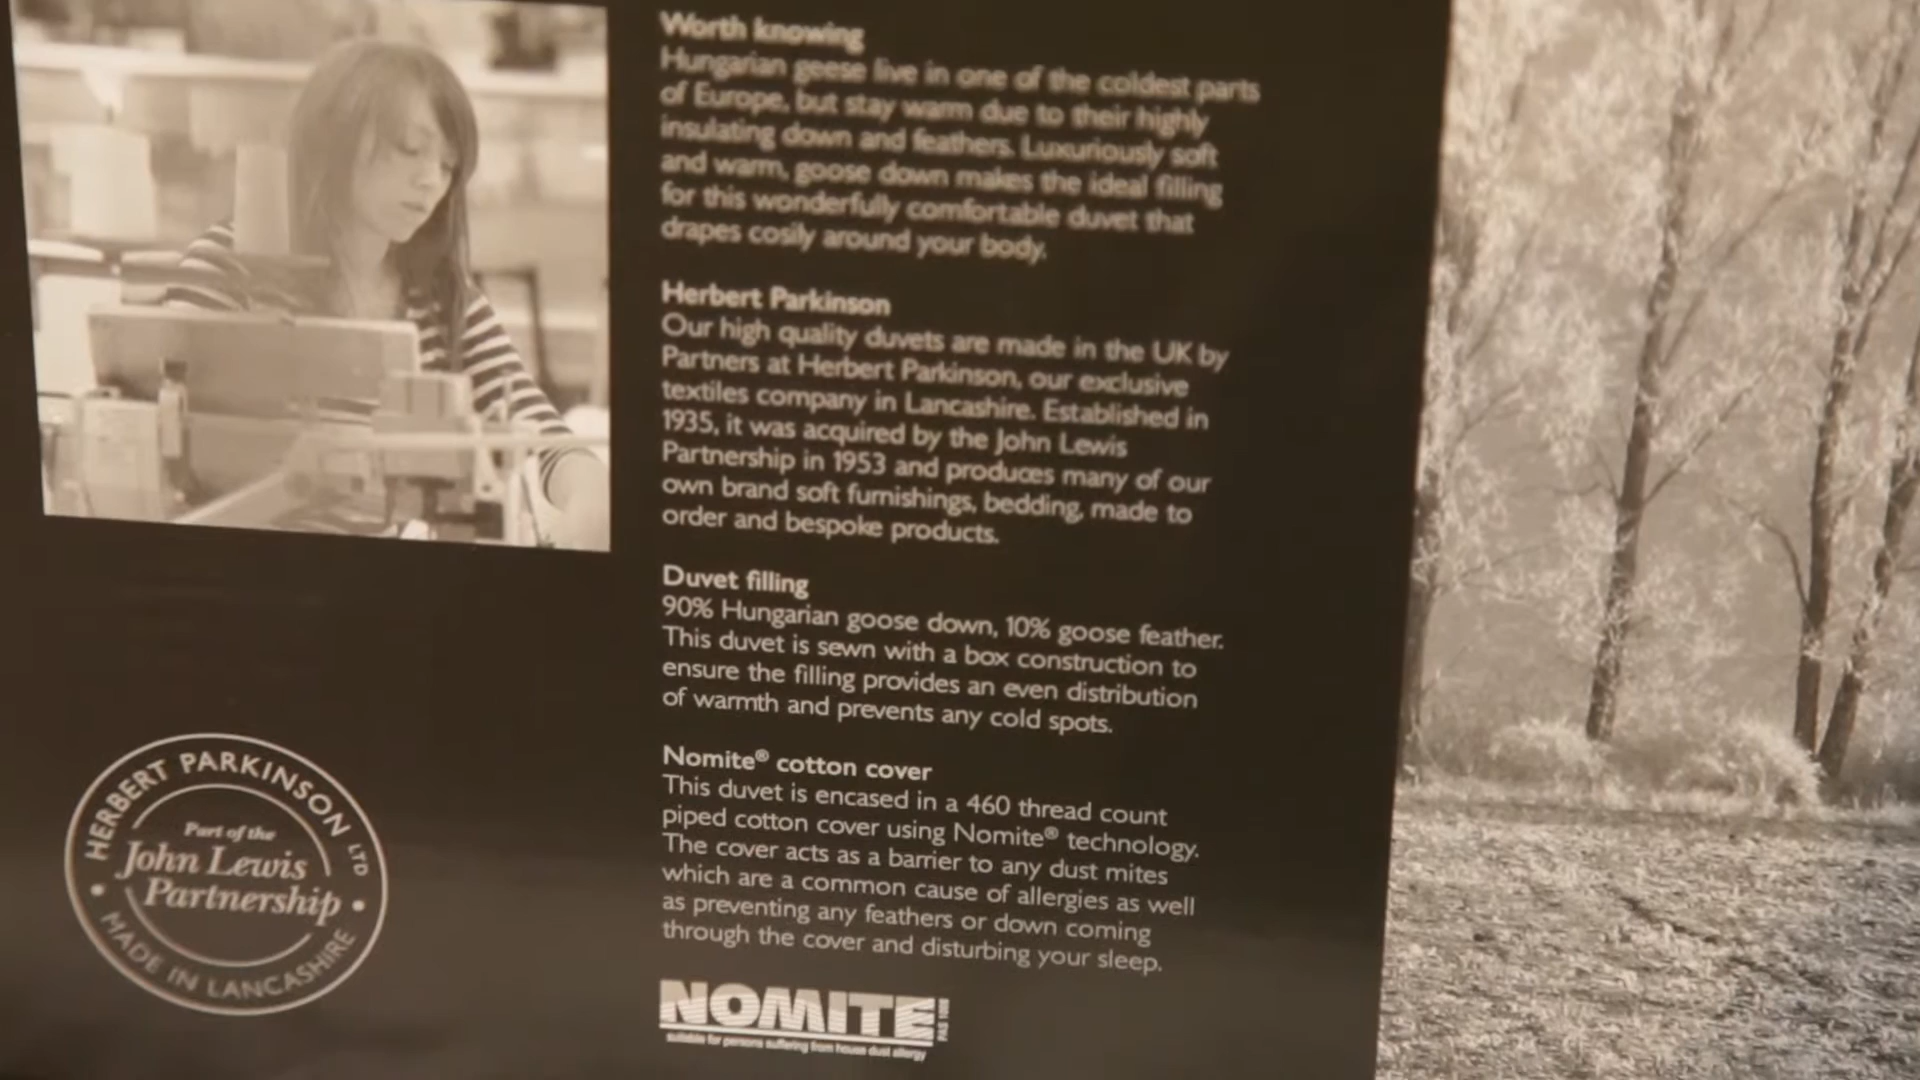 Worth knowing
Hungarian geese live in one of the coldest parts
of Europe, but stay warm due to their highly
insulating down and feathers. Luxuriously soft
and warm, goose down makes the ideal filling
for this wonderfully comfortable duvet that
drapes cosily around your body.
Herbert Parkinson
Our high quality duvets are made in the UK by
Partners at Herbert Parkinson, our exclusive
textiles company in Lancashire. Established in
1935, it was acquired by the John Lewis
Partnership in 1953 and produces many of our
own brand soft furnishings, bedding, made to
order and bespoke products.
Duvet filling
90% Hungarian goose down, 10% goose feather.
This duvet is sewn with a box construction to
ensure the filling provides an even distribution
of warmth and prevents any cold spots.
Nomite® cotton cover
This duvet is encased in a 460 thread count
piped cotton cover using Nomite® technology.
The cover acts as a barrier to any dust mites
which are a common cause of allergies as well
as preventing any feathers or down coming
through the cover and disturbing your sleep.
NOMITE
suitable for persons suffering from house dust allergy
HERBERT PARKINSON LTD
Part of the
John Lewis
Partnership
MADE IN LANCASHIRE